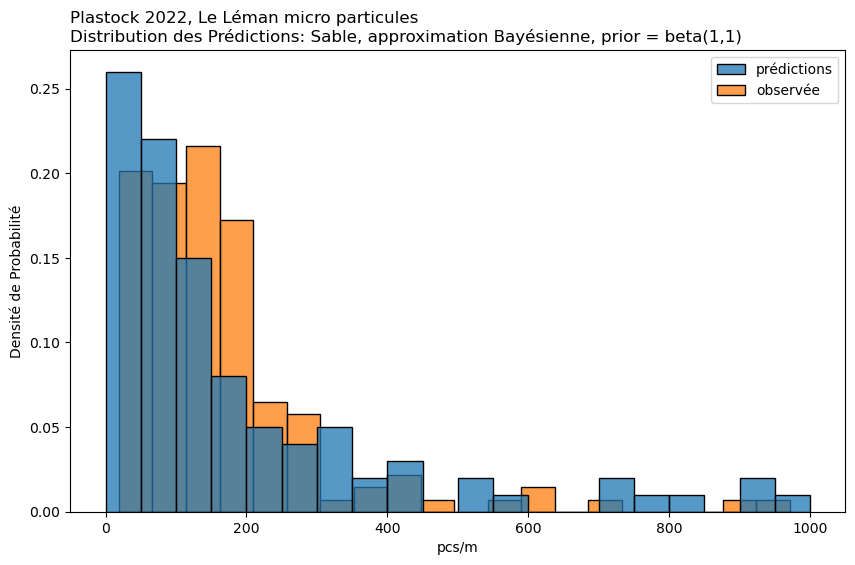 Plastock 2022, Le Léman micro particules
Distribution des Prédictions: Sable, approximation Bayésienne, prior = beta(1,1)
prédictions
observée
Densité de Probabilité
0.25
0.20
0.15
0.10
0.05
0.00
0
200
400
600
800
1000
pcs/m